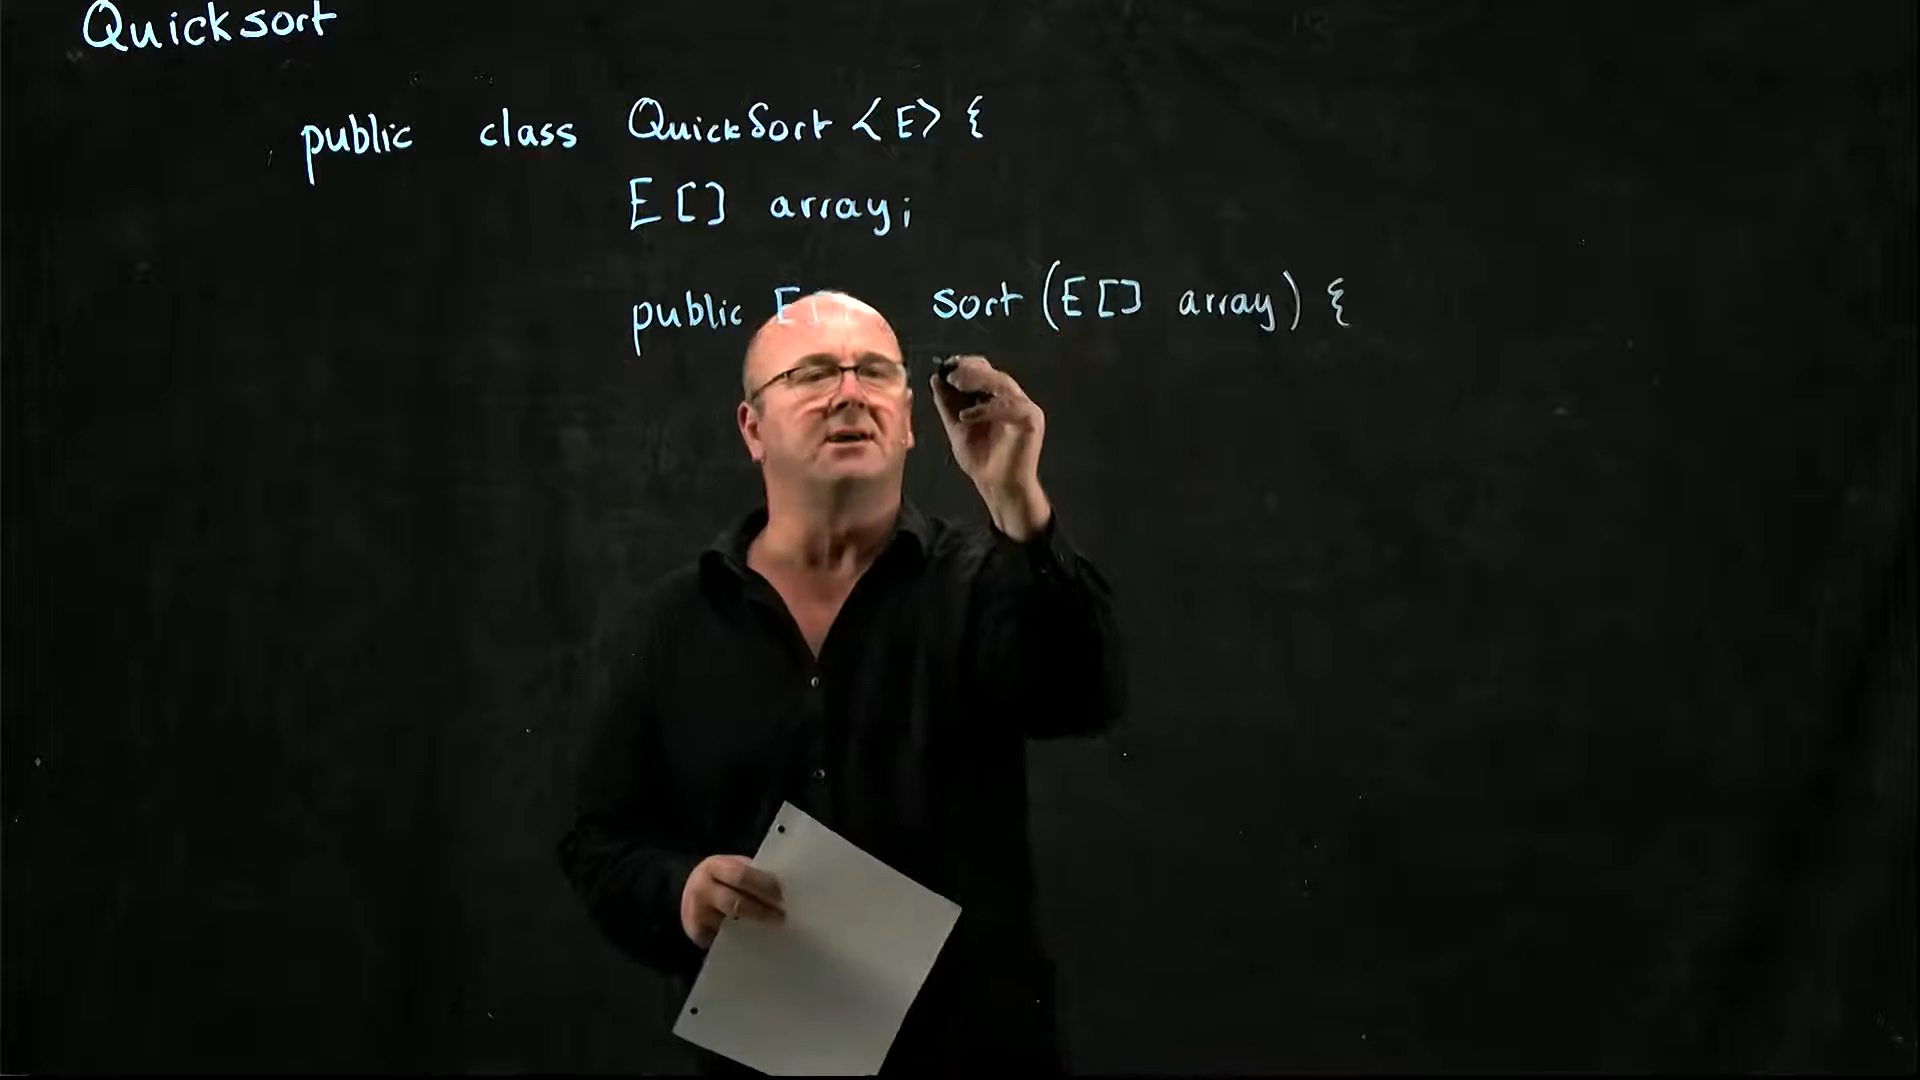 Quicksort
public class QuickSort <E> {
E[] array;
public E[] sort (E[] array) {